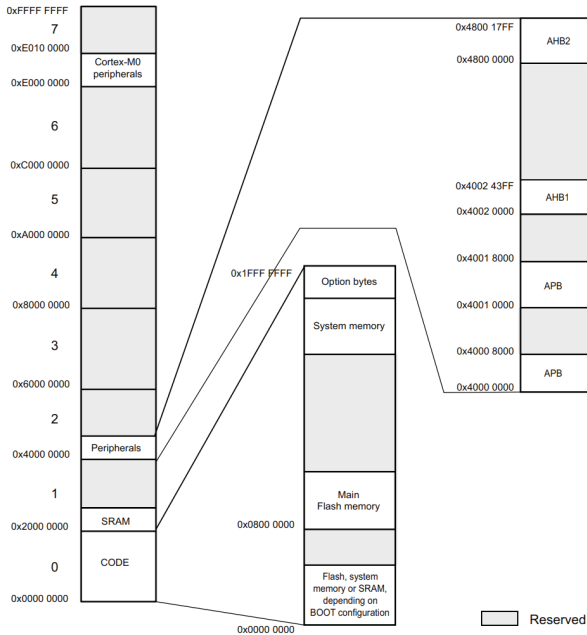 0xFFFF FFFF
7
0xE010 0000
Cortex-M0
peripherals
0xE000 0000
6
0xC000 0000
5
0xA000 0000
4
0x8000 0000
3
0x6000 0000
2
Peripherals
0x4000 0000
1
SRAM
0x2000 0000
CODE
0
0x0000 0000
0x1FFF FFFF
Option bytes
System memory
Main
Flash memory
0x0800 0000
Flash, system
memory or SRAM,
depending on
BOOT configuration
0x0000 0000
0x4800 17FF
AHB2
0x4800 0000
0x4002 43FF
AHB1
0x4002 0000
0x4001 8000
APB
0x4001 0000
0x4000 8000
APB
0x4000 0000
Reserved